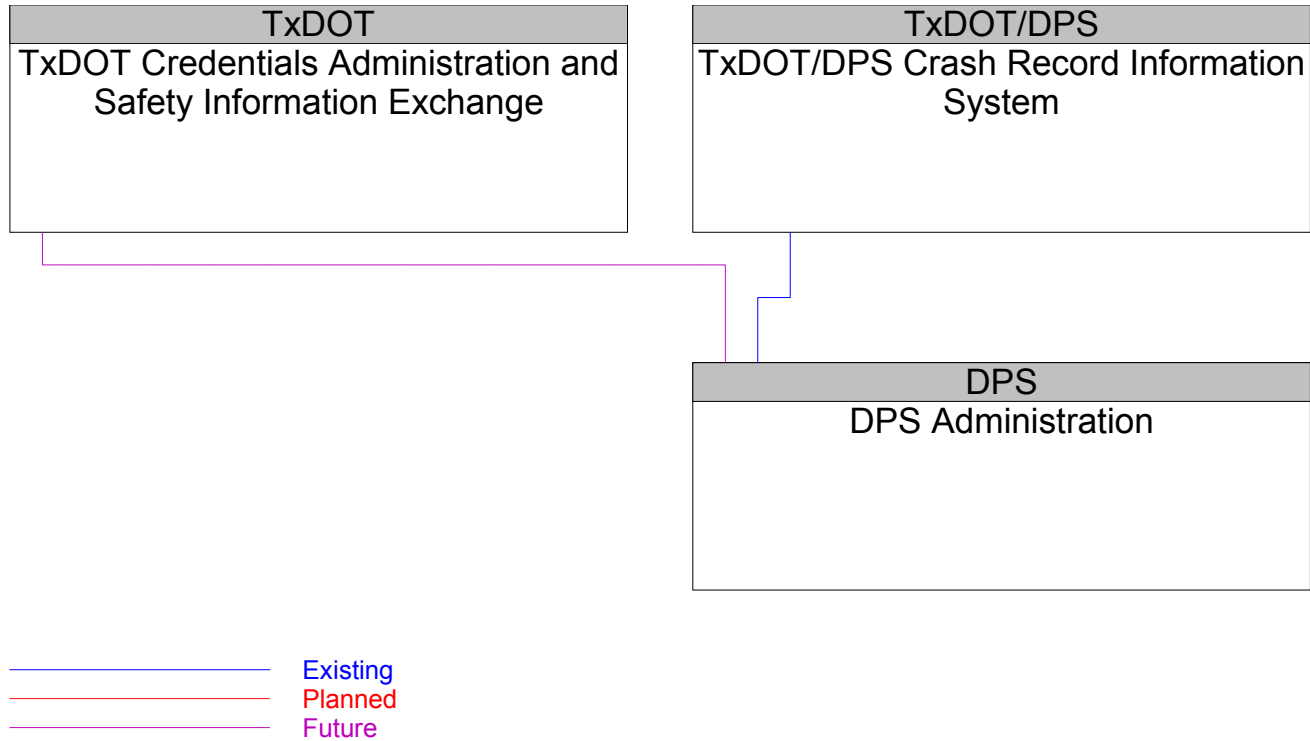 TxDOT
TxDOT Credentials Administration and
Safety Information Exchange
TxDOT/DPS
TxDOT/DPS Crash Record Information
System
DPS
DPS Administration
Existing
Planned
Future